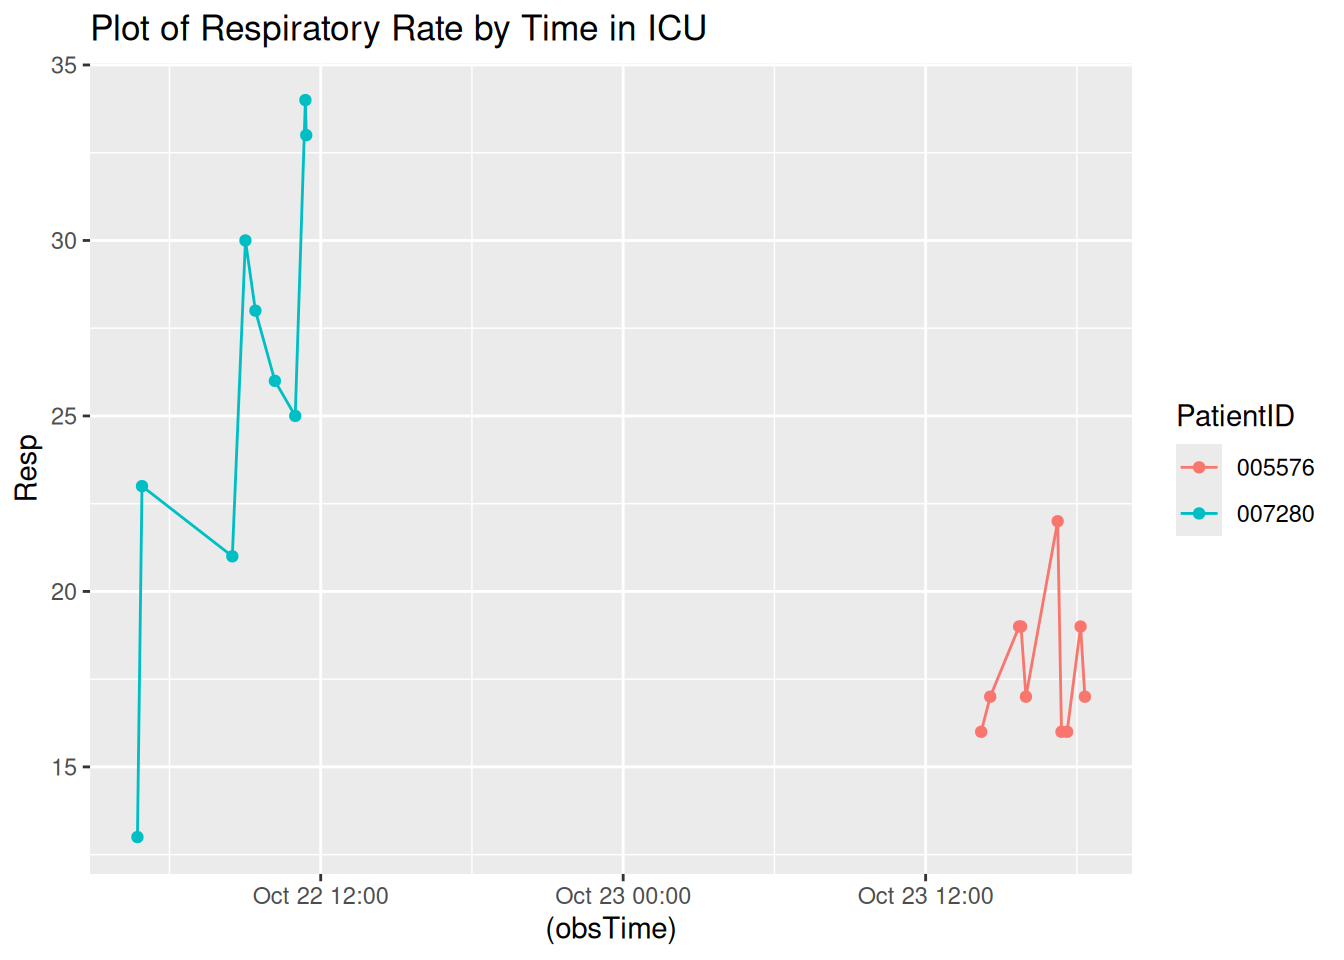 Plot of Respiratory Rate by Time in ICU
35
30
25
20
15
Resp
Oct 22 12:00
Oct 23 00:00
Oct 23 12:00
(obsTime)
PatientID
005576
007280